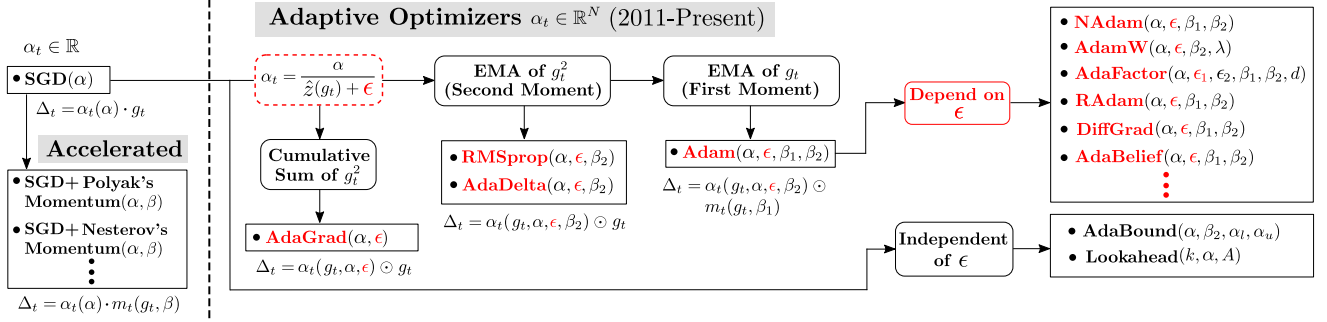 Adaptive Optimizers α_t ∈ ℝ^N (2011-Present)
α_t ∈ ℝ
• SGD(α)
Δ_t = α_t(α) · g_t
Accelerated
• SGD+ Polyak's
Momentum(α, β)
• SGD+ Nesterov's
Momentum(α, β)
Δ_t = α_t(α) · m_t(g_t, β)
α_t = α / (ẑ(g_t) + ϵ)
Cumulative
Sum of g_t^2
• AdaGrad(α, ϵ)
Δ_t = α_t(g_t, α, ϵ) ⊙ g_t
EMA of g_t^2
(Second Moment)
• RMSprop(α, ϵ, β_2)
• AdaDelta(α, ϵ, β_2)
Δ_t = α_t(g_t, α, ϵ, β_2) ⊙ g_t
EMA of g_t
(First Moment)
• Adam(α, ϵ, β_1, β_2)
Δ_t = α_t(g_t, α, ϵ, β_2) ⊙
m_t(g_t, β_1)
Depend on
ϵ
• NAdam(α, ϵ, β_1, β_2)
• AdamW(α, ϵ, β_2, λ)
• AdaFactor(α, ϵ_1, ϵ_2, β_1, β_2, d)
• RAdam(α, ϵ, β_1, β_2)
• DiffGrad(α, ϵ, β_1, β_2)
• AdaBelief(α, ϵ, β_1, β_2)
Independent
of ϵ
• AdaBound(α, β_2, α_l, α_u)
• Lookahead(k, α, A)